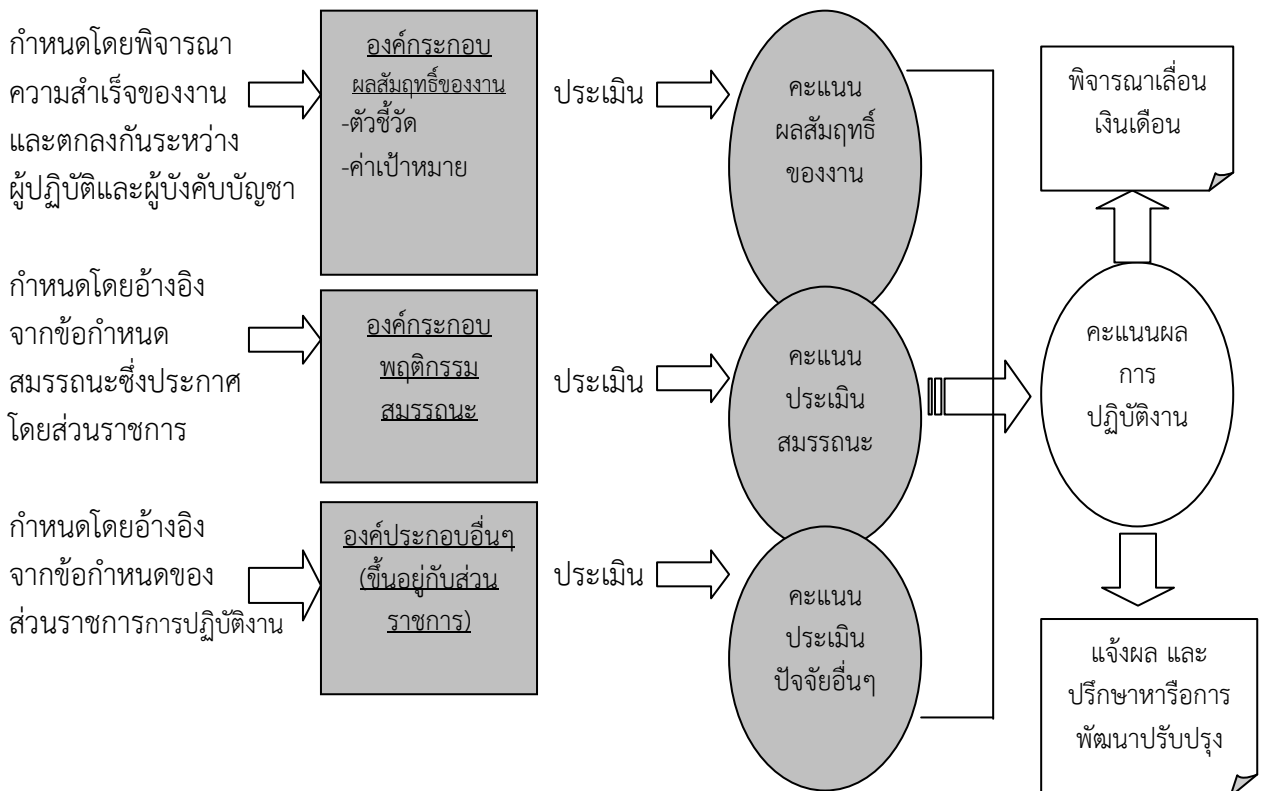 กำหนดโดยพิจารณา
ความสำเร็จของงาน
และตกลงกันระหว่าง
ผู้ปฏิบัติและผู้บังคับบัญชา
องค์กระกอบ
ผลสัมฤทธิ์ของงาน
-ตัวชี้วัด
-ค่าเป้าหมาย
ประเมิน
คะแนน
ผลสัมฤทธิ์
ของงาน
พิจารณาเลื่อน
เงินเดือน
กำหนดโดยอ้างอิง
จากข้อกำหนด
สมรรถนะซึ่งประกาศ
โดยส่วนราชการ
องค์กระกอบ
พฤติกรรม
สมรรถนะ
ประเมิน
คะแนน
ประเมิน
สมรรถนะ
คะแนนผล
การ
ปฏิบัติงาน
กำหนดโดยอ้างอิง
จากข้อกำหนดของ
ส่วนราชการการปฏิบัติงาน
องค์ประกอบอื่นๆ
(ขึ้นอยู่กับส่วน
ราชการ)
ประเมิน
คะแนน
ประเมิน
ปัจจัยอื่นๆ
แจ้งผล และ
ปรึกษาหารือการ
พัฒนาปรับปรุง